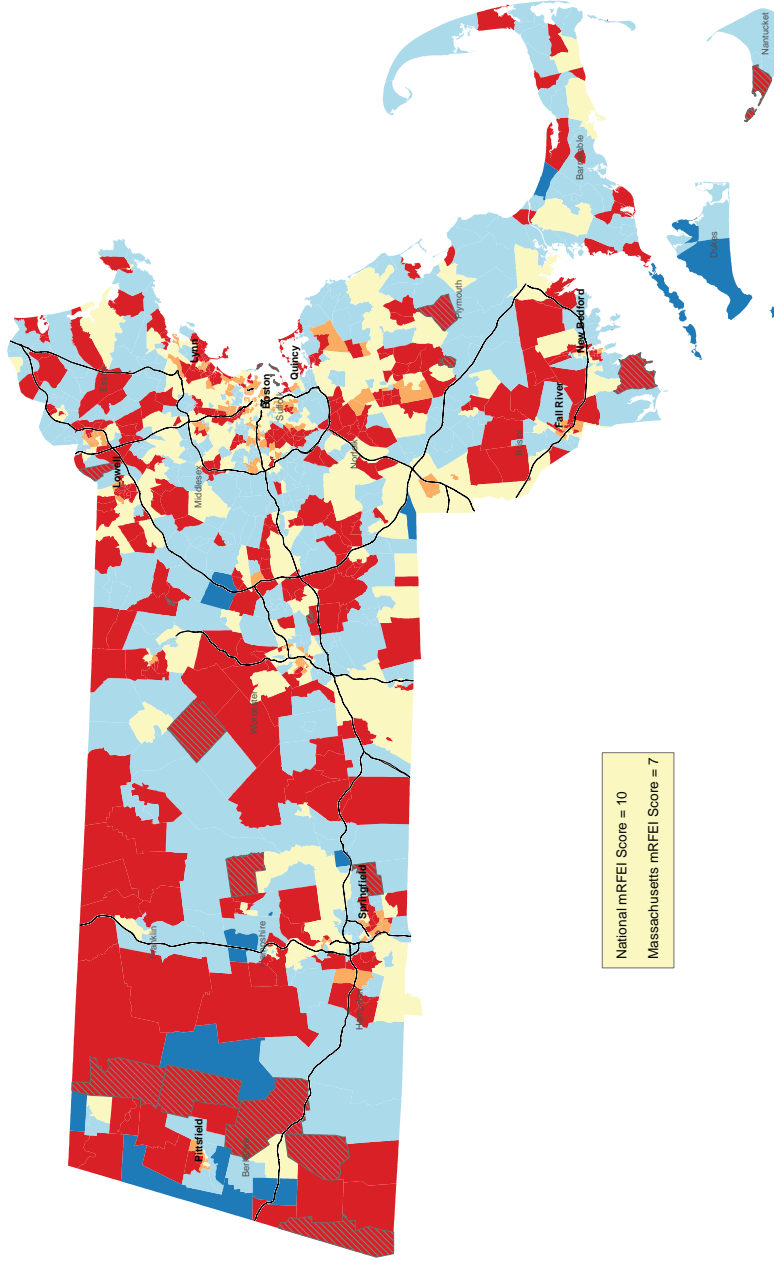 Lowell
Franklin
Lynn
Middlesex
Pittsfield
Berkshire
Worcester
Hampshire
Boston
Suffolk
Quincy
Norfolk
Hampden
Springfield
Plymouth
Fall River
New Bedford
Barnstable
National mRFEI Score = 10
Massachusetts mRFEI Score = 7
Dukes
Nantucket